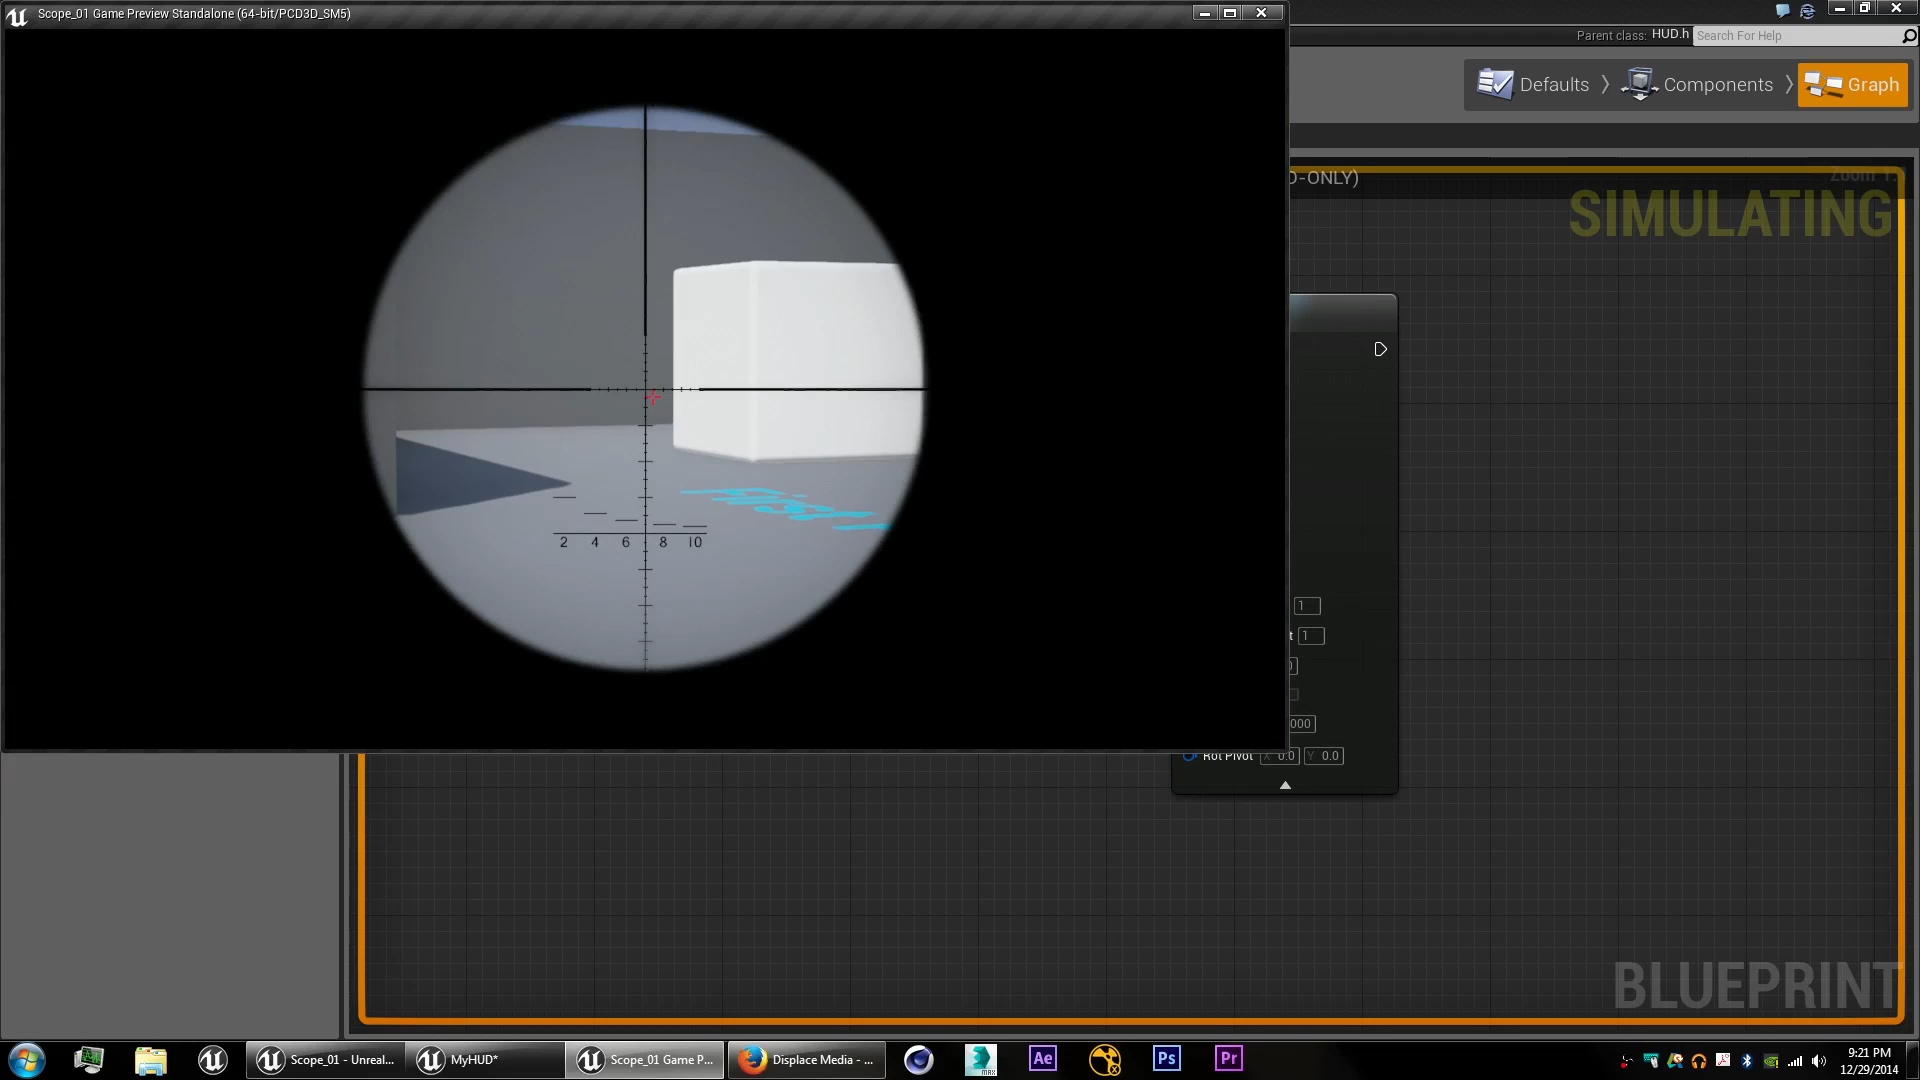 Scope_01 Game Preview Standalone (64-bit/PCD3D_SM5)
Parent class: HUD.h
Search For Help
Defaults
Components
Graph
D-ONLY)
SIMULATING
2 4 6 8 10
1
t 1
000
Rot Pivot X 0.0 Y 0.0
BLUEPRINT
Scope_01 - Unreal...
MyHUD*
Scope_01 Game P...
Displace Media - ...
MAX
Ae
Ps
Pr
9:21 PM
12/29/2014